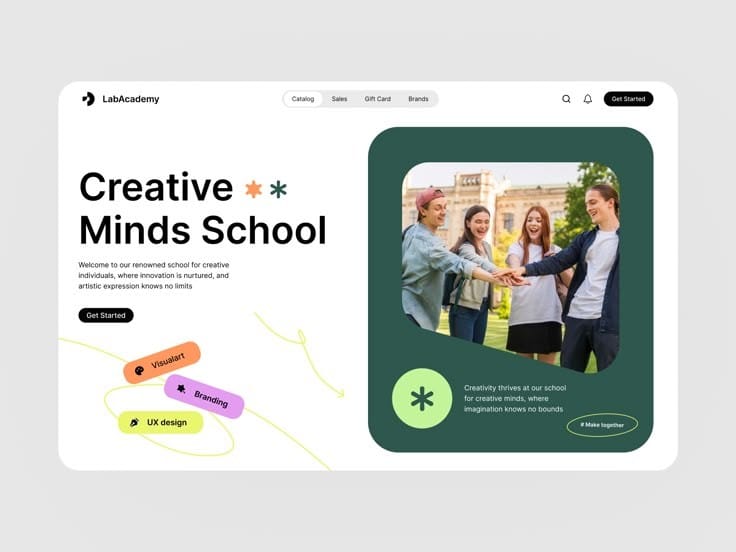 LabAcademy
Catalog
Sales
Gift Card
Brands
Get Started
Creative
Minds School
Welcome to our renowned school for creative
individuals, where innovation is nurtured, and
artistic expression knows no limits
Get Started
Visualart
Branding
UX design
Creativity thrives at our school
for creative minds, where
imagination knows no bounds
# Make together